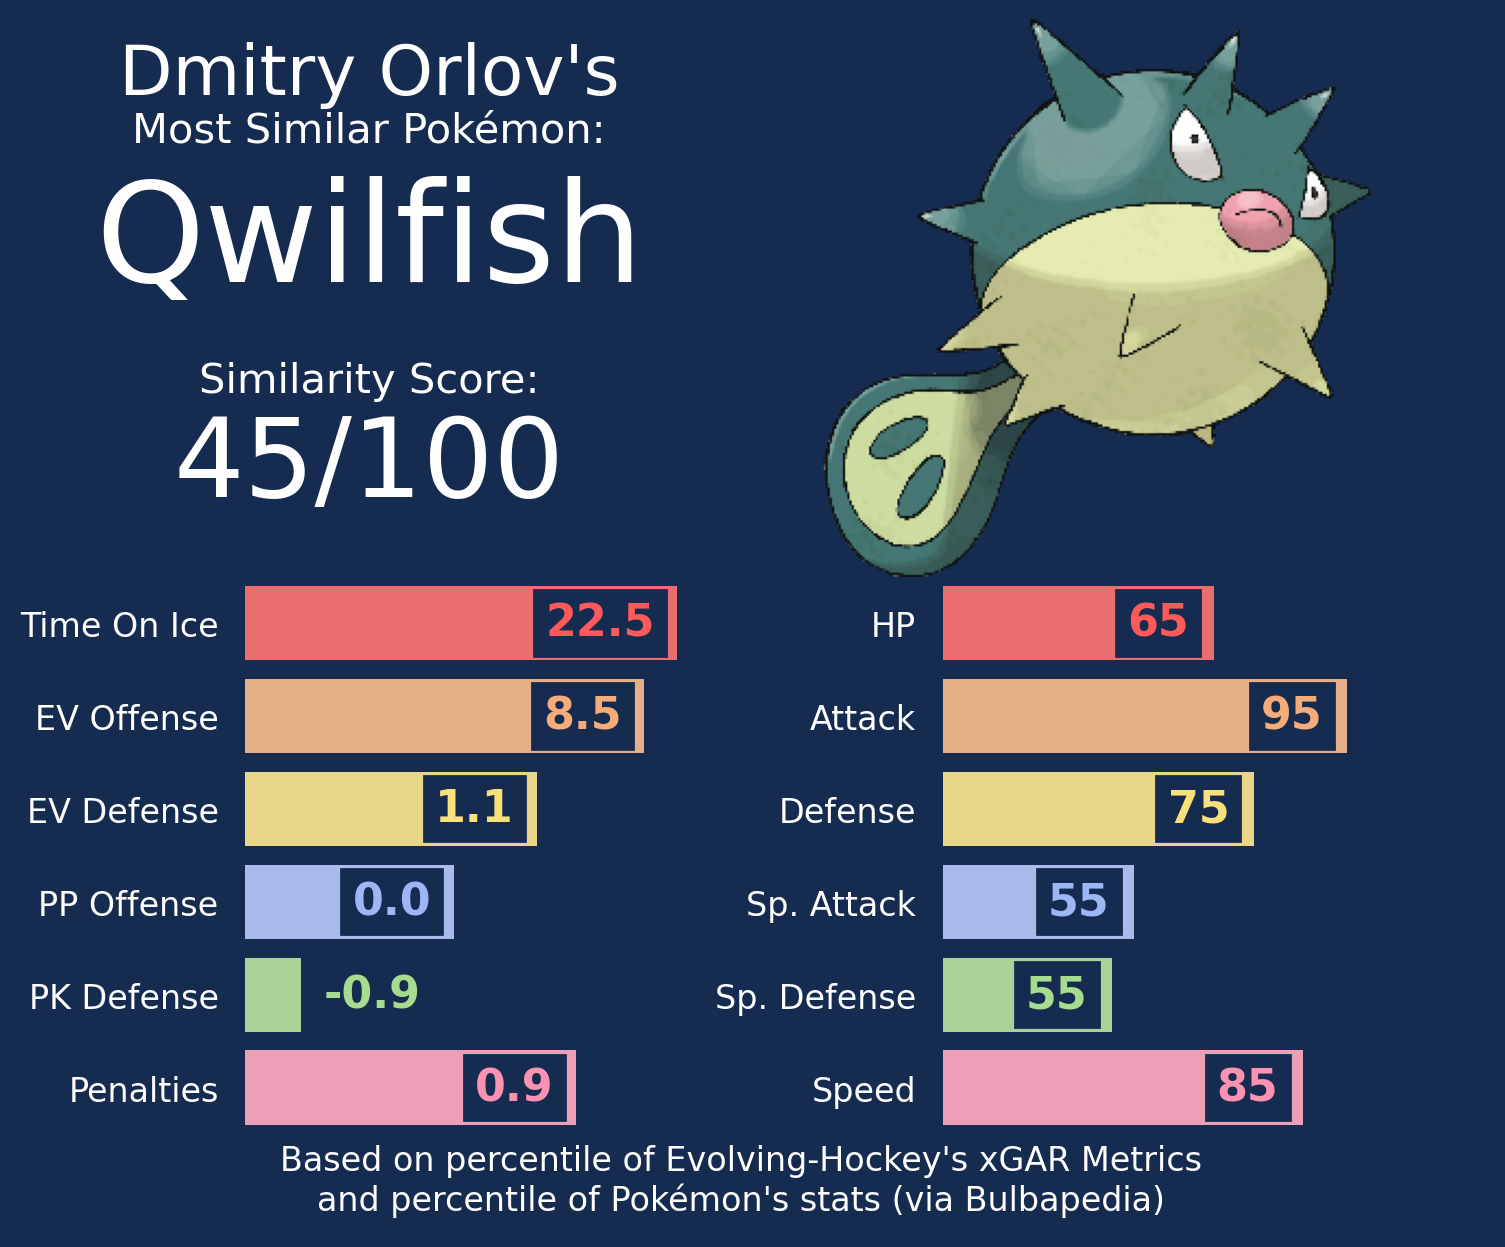 Dmitry Orlov's
Most Similar Pokémon:
Qwilfish
Similarity Score:
45/100
Time On Ice 22.5
EV Offense 8.5
EV Defense 1.1
PP Offense 0.0
PK Defense -0.9
Penalties 0.9
HP 65
Attack 95
Defense 75
Sp. Attack 55
Sp. Defense 55
Speed 85
Based on percentile of Evolving-Hockey's xGAR Metrics
and percentile of Pokémon's stats (via Bulbapedia)